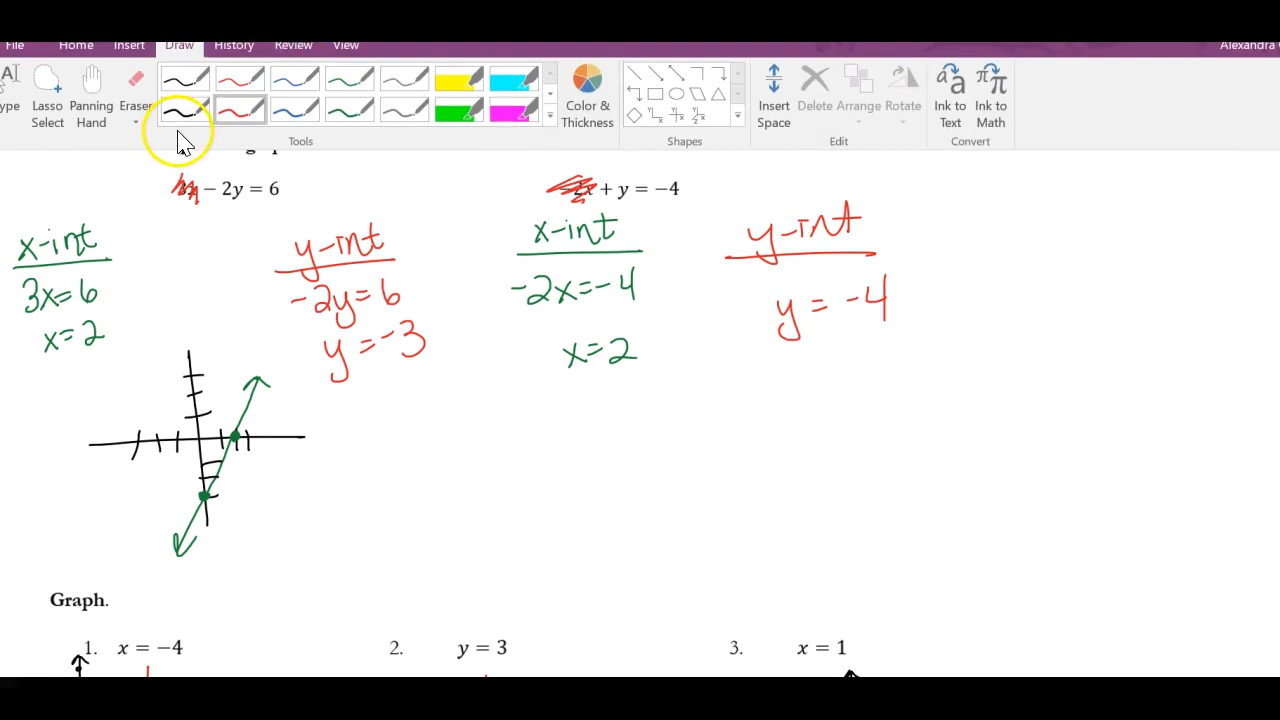 File Home Insert Draw History Review View Alexandra
Lasso Select
Panning Hand
Eraser
Color & Thickness
Insert Space
Delete
Arrange
Rotate
Ink to Text
Ink to Math
Tools
Shapes
Edit
Convert
− 2y = 6
−2x + y = −4
x-int
3x=6
x=2
y-int
-2y=6
y=-3
x-int
-2x=-4
x=2
y-int
y=-4
Graph.
1. x = −4
2. y = 3
3. x = 1